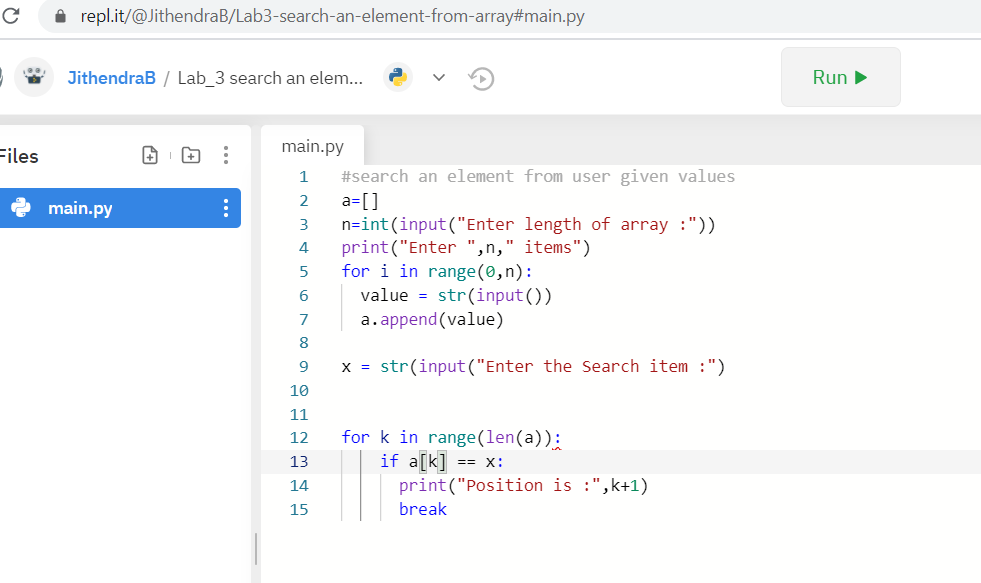 repl.it/@JithendraB/Lab3-search-an-element-from-array#main.py
JithendraB / Lab_3 search an elem...
Run
Files
main.py
main.py
1 #search an element from user given values
2 a=[]
3 n=int(input("Enter length of array :"))
4 print("Enter ",n," items")
5 for i in range(0,n):
6   value = str(input())
7   a.append(value)
8
9 x = str(input("Enter the Search item :")
10
11
12 for k in range(len(a)):
13     if a[k] == x:
14       print("Position is :",k+1)
15       break